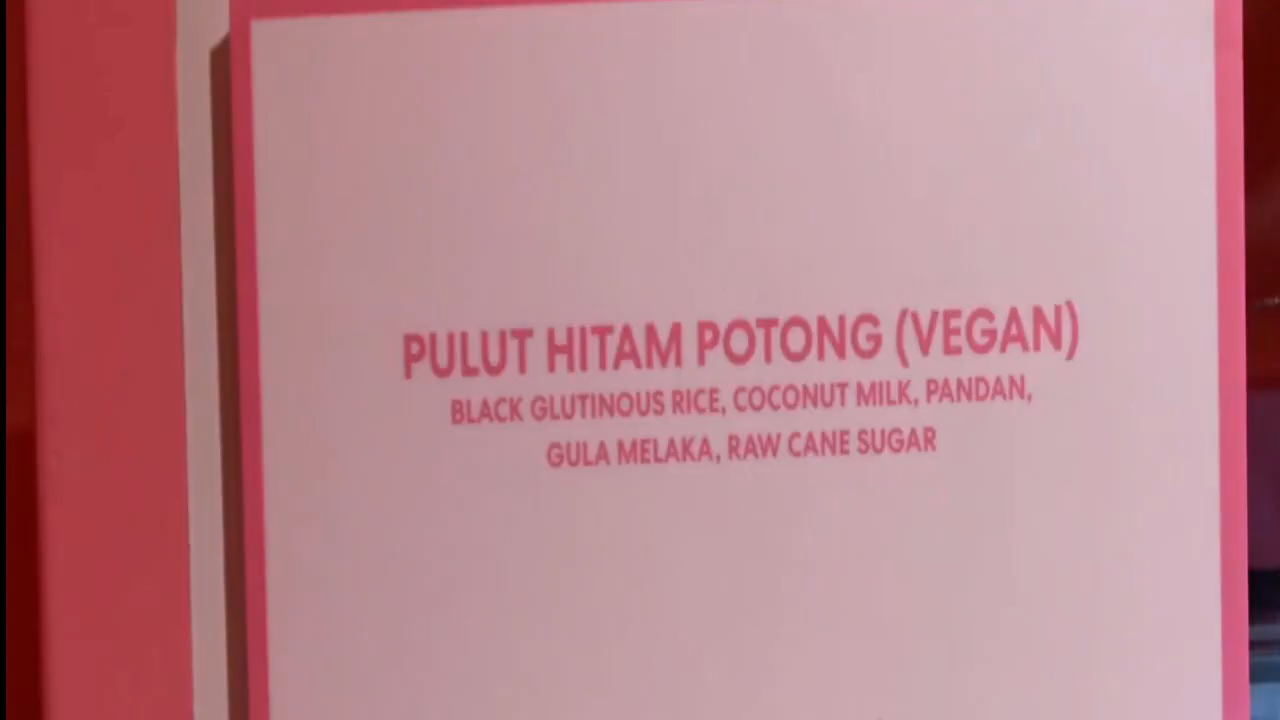 PULUT HITAM POTONG (VEGAN)
BLACK GLUTINOUS RICE, COCONUT MILK, PANDAN,
GULA MELAKA, RAW CANE SUGAR